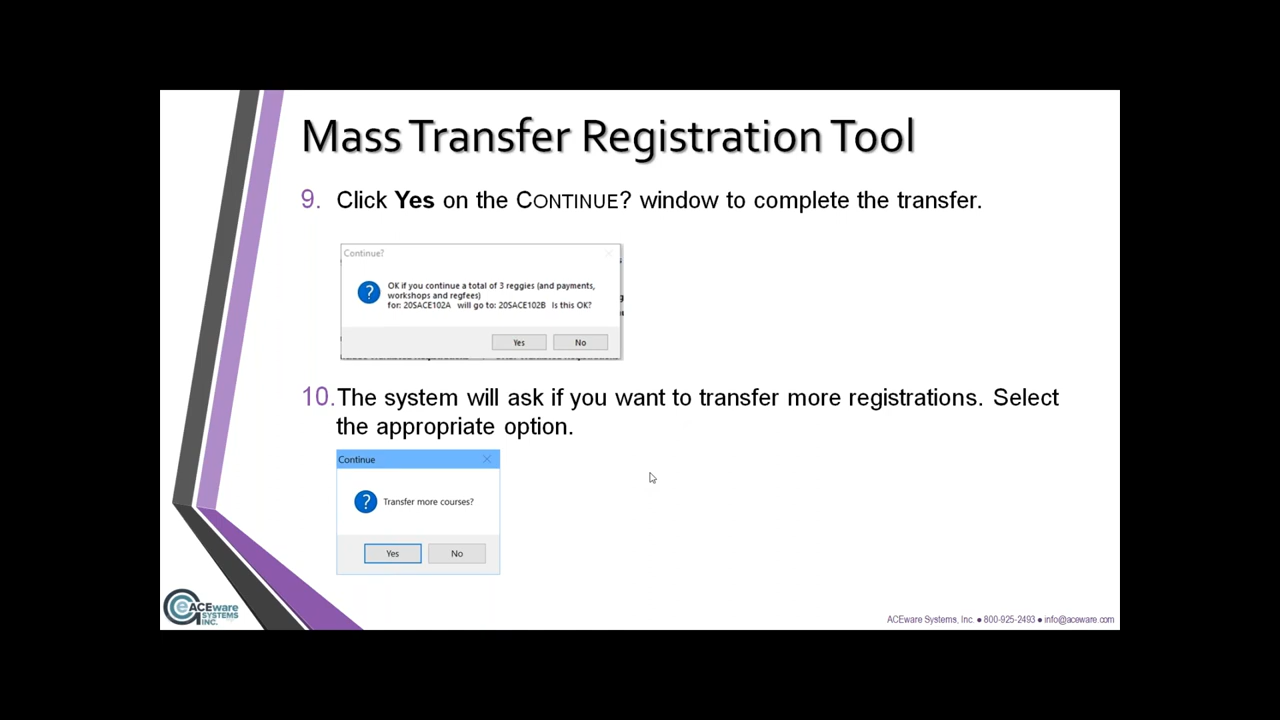 Mass Transfer Registration Tool
9. Click Yes on the CONTINUE? window to complete the transfer.
Continue?
OK if you continue a total of 3 reggies (and payments,
workshops and regfees)
for: 20SACE102A will go to: 20SACE102B Is this OK?
Yes No
10. The system will ask if you want to transfer more registrations. Select
the appropriate option.
Continue
Transfer more courses?
Yes No
ACEware
SYSTEMS
INC.
ACEware Systems, Inc. ● 800-925-2493 ● info@aceware.com